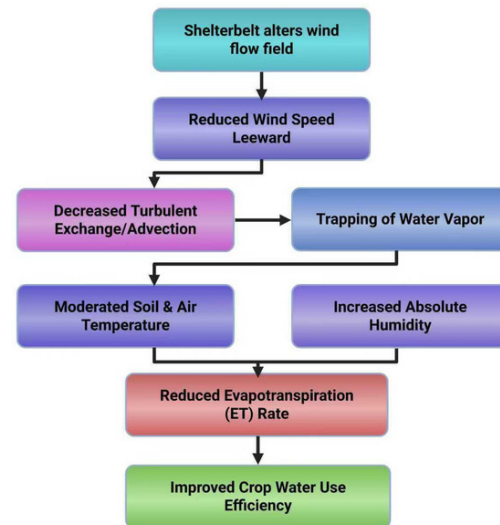 Shelterbelt alters wind
flow field
Reduced Wind Speed
Leeward
Decreased Turbulent
Exchange/Advection
Trapping of Water Vapor
Moderated Soil & Air
Temperature
Increased Absolute
Humidity
Reduced Evapotranspiration
(ET) Rate
Improved Crop Water Use
Efficiency